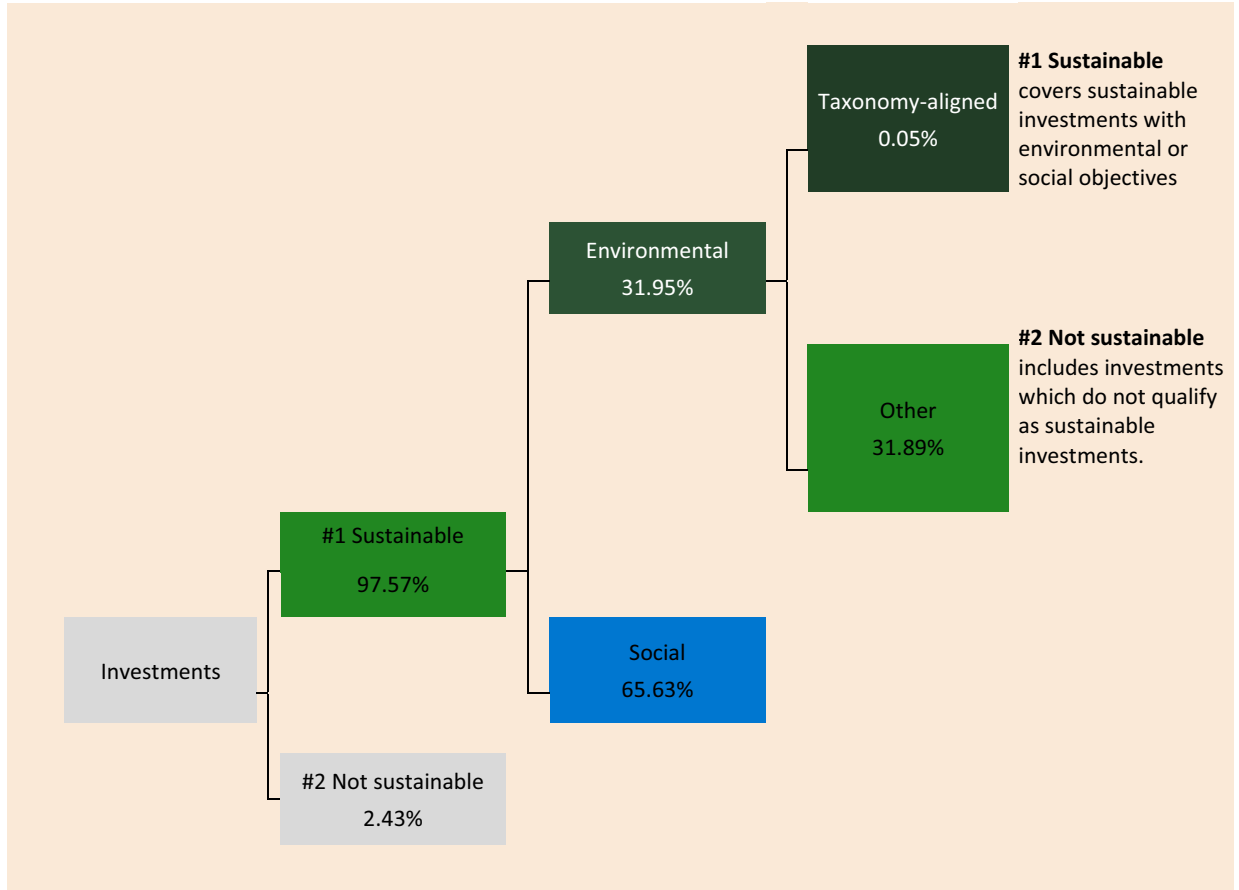 Taxonomy-aligned
0.05%
#1 Sustainable
covers sustainable
investments with
environmental or
social objectives
Environmental
31.95%
#2 Not sustainable
includes investments
which do not qualify
as sustainable
investments.
Other
31.89%
#1 Sustainable
97.57%
Investments
Social
65.63%
#2 Not sustainable
2.43%